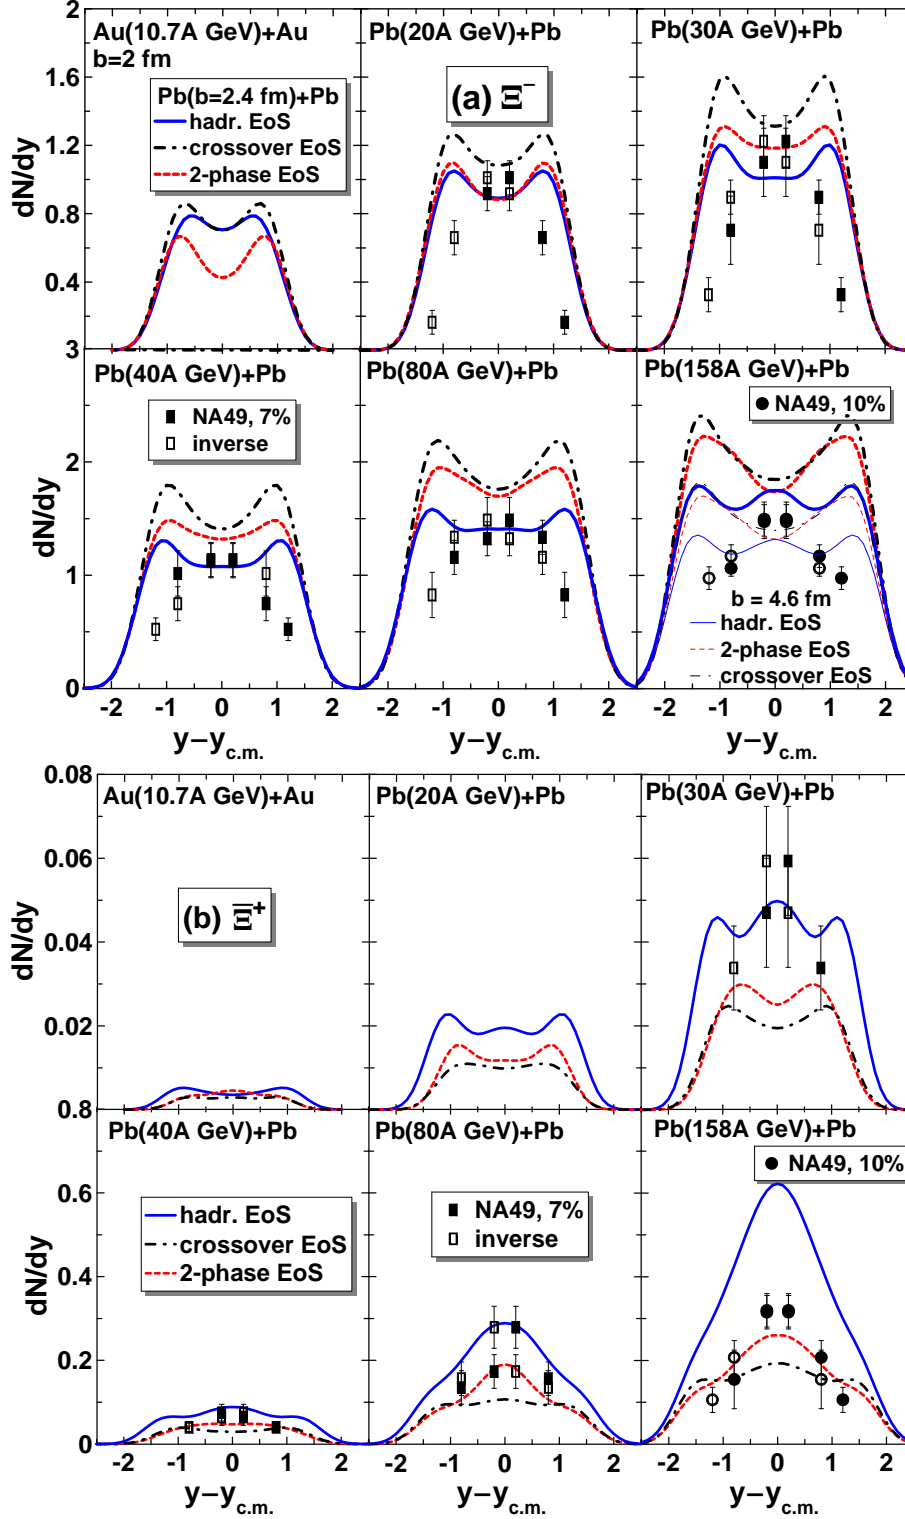 Au(10.7A GeV)+Au
b=2 fm
Pb(20A GeV)+Pb
Pb(30A GeV)+Pb
Pb(b=2.4 fm)+Pb
hadr. EoS
crossover EoS
2-phase EoS
(a) Ξ⁻
dN/dy
2
1.6
1.2
0.8
0.4
3
Pb(40A GeV)+Pb
Pb(80A GeV)+Pb
Pb(158A GeV)+Pb
NA49, 7%
inverse
NA49, 10%
b = 4.6 fm
hadr. EoS
2-phase EoS
crossover EoS
dN/dy
2
1
0
-2 -1 0 1 2 -2 -1 0 1 2 -2 -1 0 1 2
y−y_c.m. y−y_c.m. y−y_c.m.
0.08
0.06
0.04
0.02
0.8
dN/dy
Au(10.7A GeV)+Au
Pb(20A GeV)+Pb
Pb(30A GeV)+Pb
(b) Ξ̅⁺
Pb(40A GeV)+Pb
Pb(80A GeV)+Pb
Pb(158A GeV)+Pb
NA49, 10%
hadr. EoS
crossover EoS
2-phase EoS
NA49, 7%
inverse
dN/dy
0.6
0.4
0.2
0
-2 -1 0 1 2 -2 -1 0 1 2 -2 -1 0 1 2
y−y_c.m. y−y_c.m. y−y_c.m.